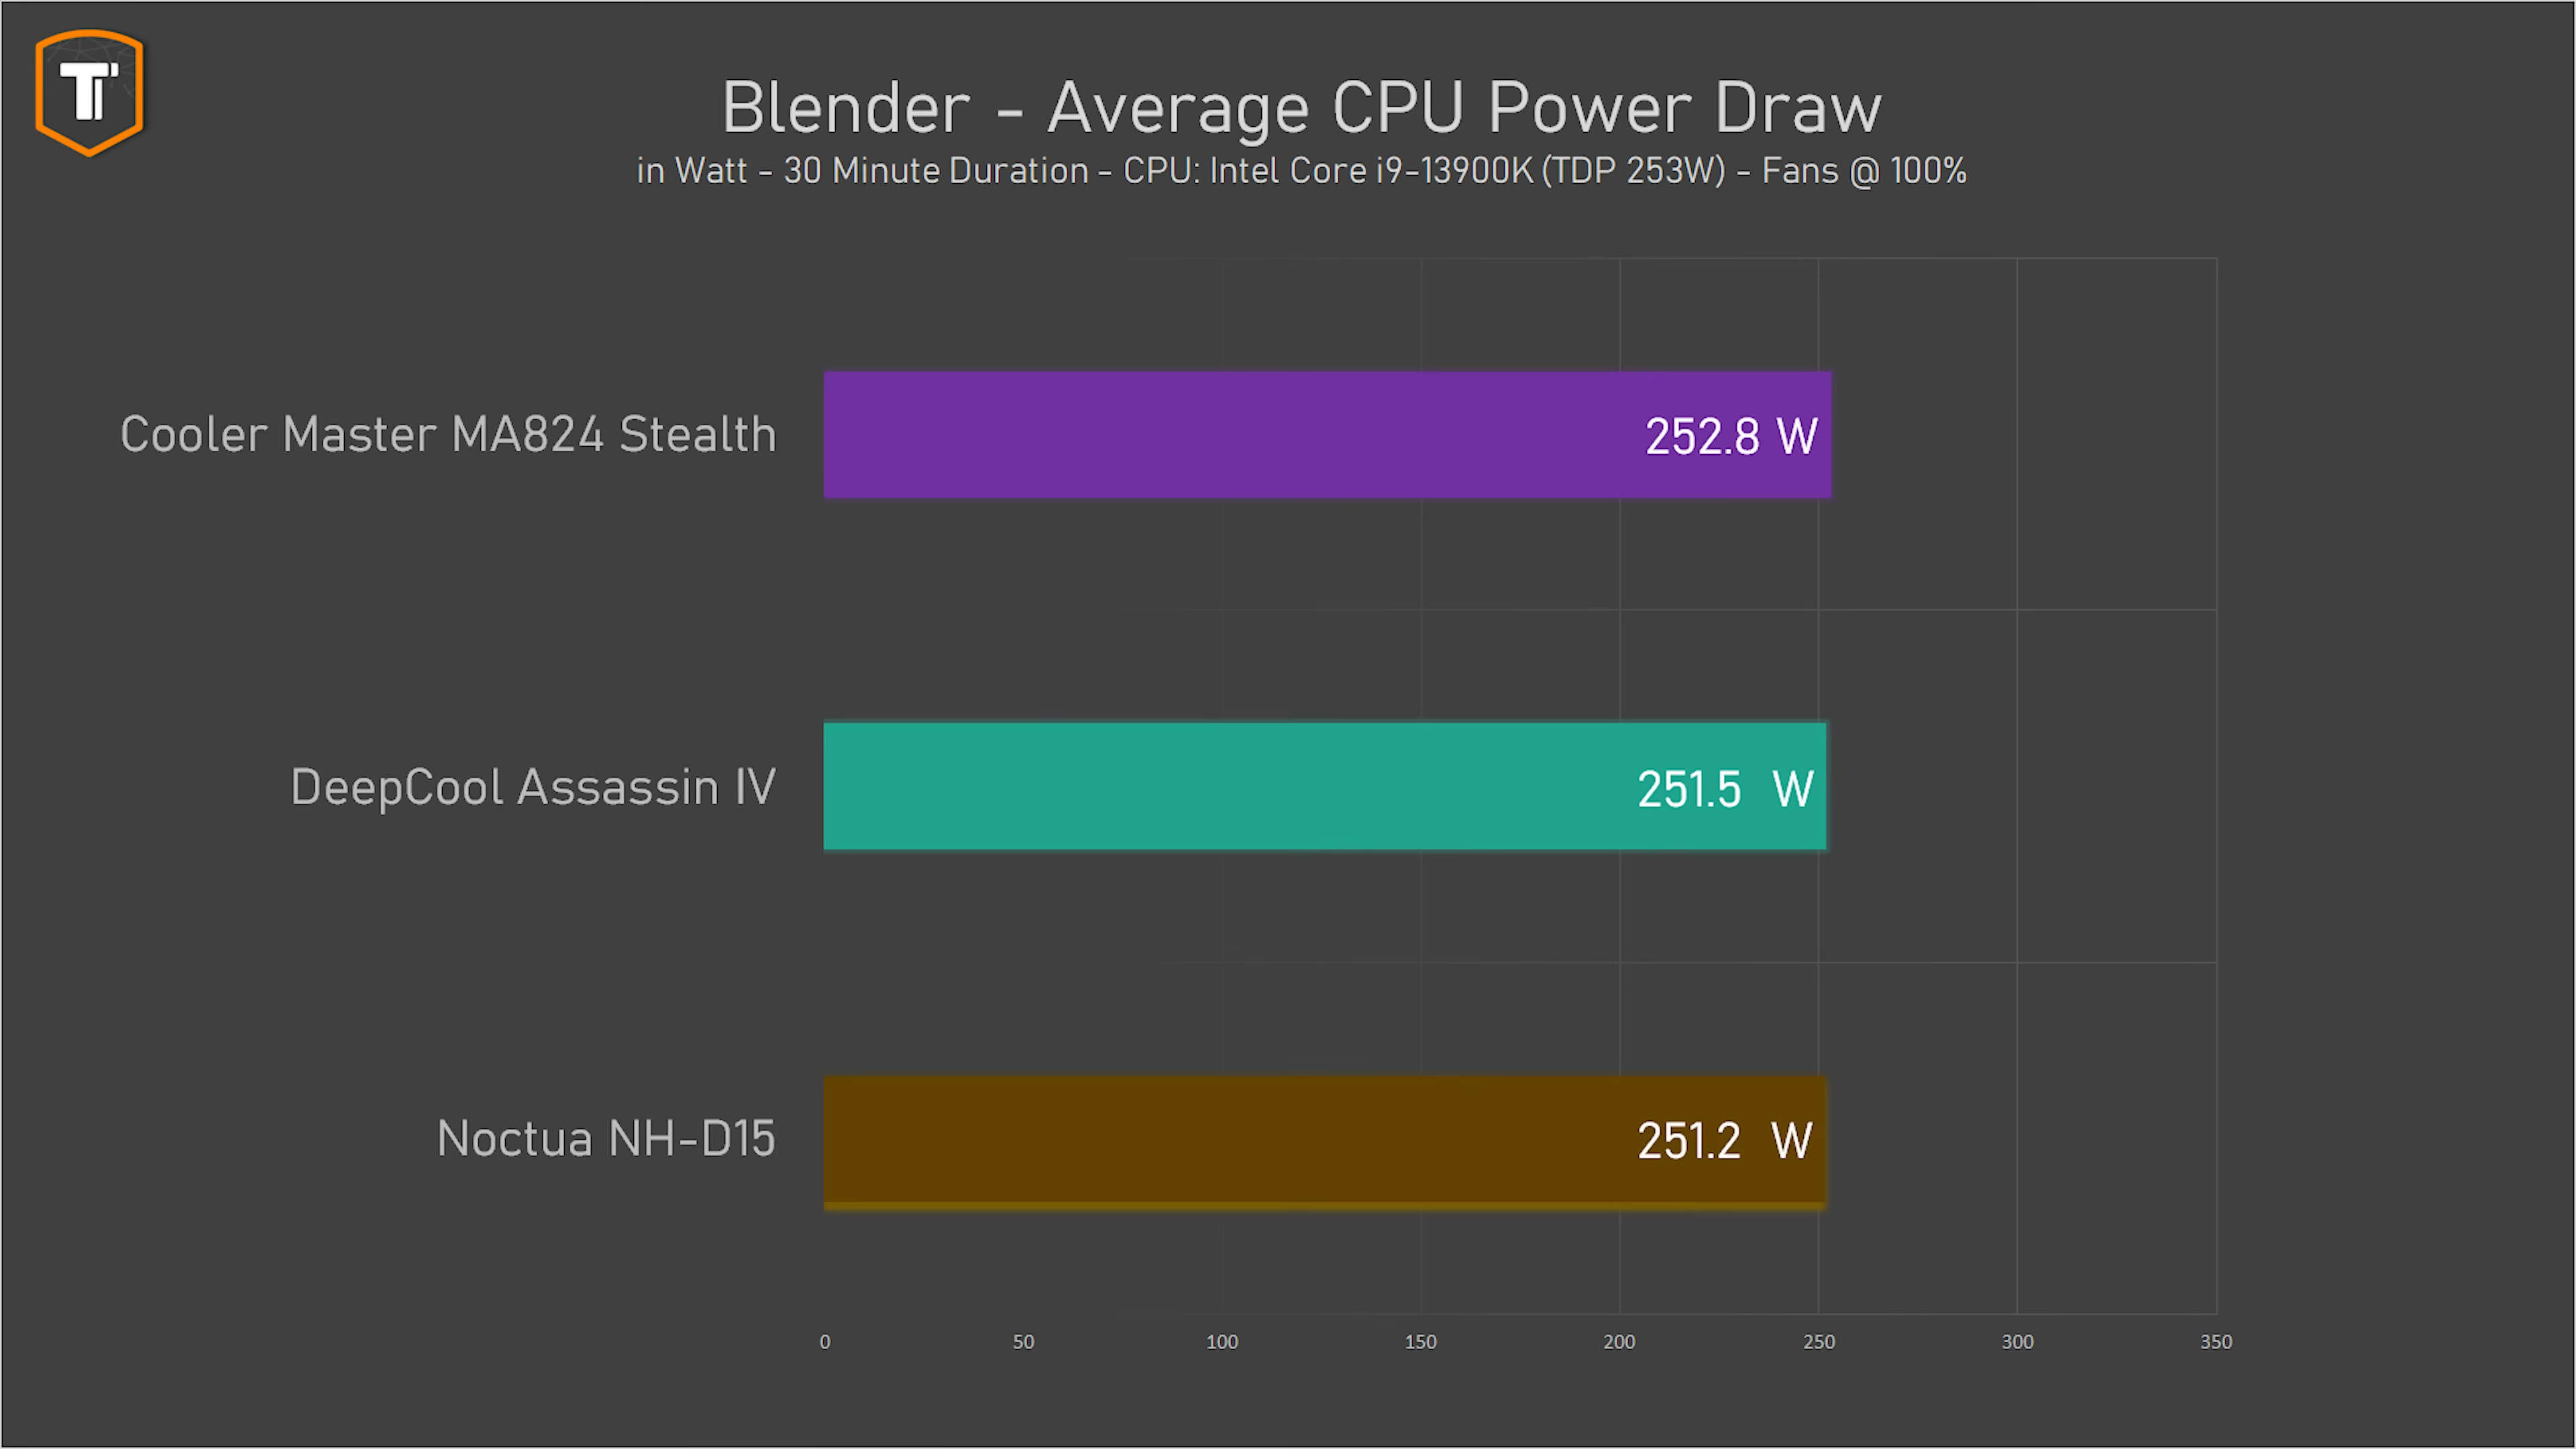 Blender - Average CPU Power Draw
in Watt - 30 Minute Duration - CPU: Intel Core i9-13900K (TDP 253W) - Fans @ 100%
Cooler Master MA824 Stealth
252.8 W
DeepCool Assassin IV
251.5 W
Noctua NH-D15
251.2 W
0 50 100 150 200 250 300 350